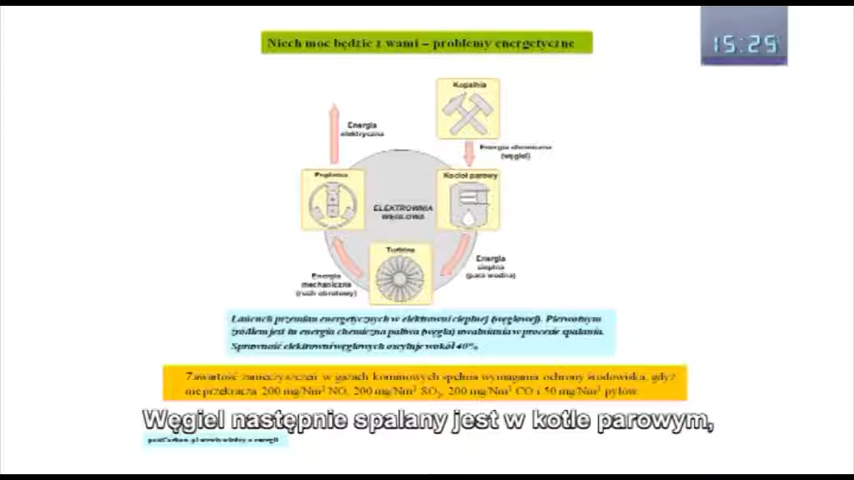 Niech moc będzie z wami – problemy energetyczne
15:29
Kopalnia
Energia
elektryczna
Energia chemiczna
(węgiel)
Prądnica
Kocioł parowy
ELEKTROWNIA
WĘGLOWA
Turbina
Energia
cieplna
(para wodna)
Energia
mechaniczna
(ruch obrotowy)
Łańcuch przemian energetycznych w elektrowni cieplnej (węglowej). Pierwotnym
źródłem jest tu energia chemiczna paliwa (węgla) uwalniana w procesie spalania.
Sprawność elektrowni węglowych oscyluje wokół 40%.
Zawartość zanieczyszczeń w gazach kominowych spełnia wymagania ochrony środowiska, gdy
nie przekracza 200 mg/Nm³ NO, 200 mg/Nm³ SO₂, 200 mg/Nm³ CO i 50 mg/Nm³ pyłów.
Węgiel następnie spalany jest w kotle parowym,